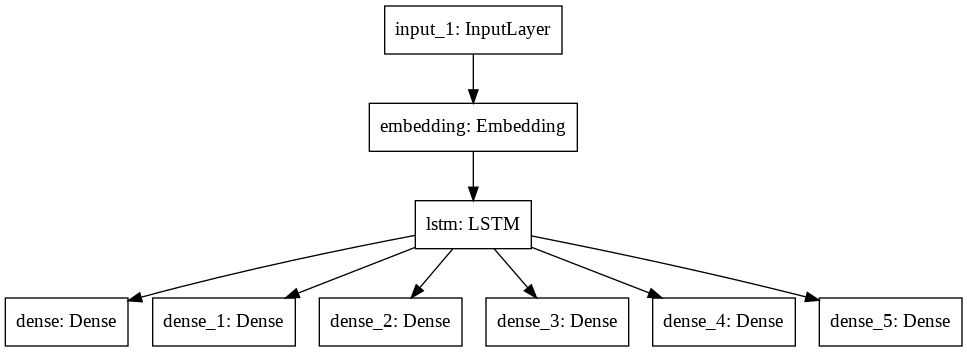 input_1: InputLayer
embedding: Embedding
lstm: LSTM
dense: Dense
dense_1: Dense
dense_2: Dense
dense_3: Dense
dense_4: Dense
dense_5: Dense